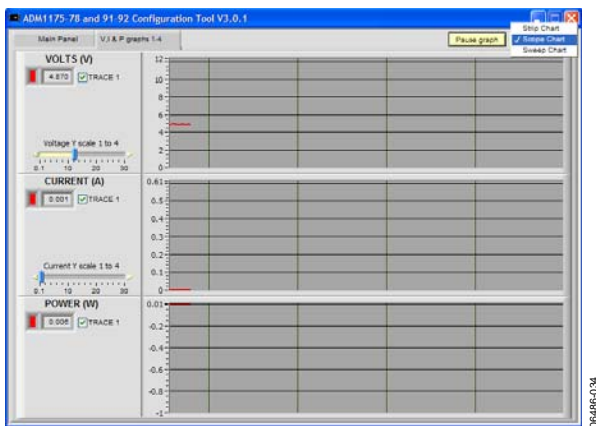 ADM1175-78 and 91-92 Configuration Tool V3.0.1
Main Panel
V,I & P graphs 1-4
Pause graph
Strip Chart
✓ Scope Chart
Sweep Chart
VOLTS (V)
4.870
TRACE 1
Voltage Y scale 1 to 4
0.1 10 20 30
12
10
8
6
4
2
0
CURRENT (A)
0.001
TRACE 1
Current Y scale 1 to 4
0.1 10 20 30
0.61
0.5
0.4
0.3
0.2
0.1
0
POWER (W)
0.006
TRACE 1
0.01
-0.2
-0.4
-0.6
-0.8
-1
06486-034